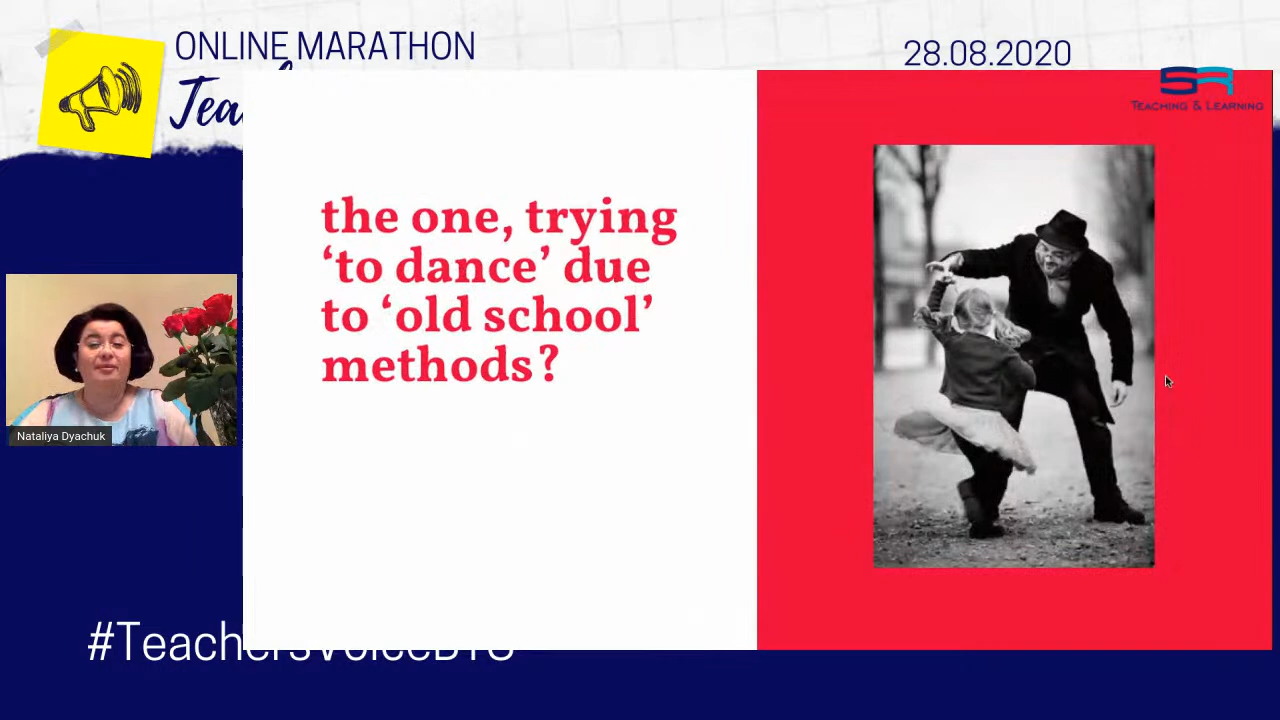 ONLINE MARATHON
28.08.2020
SR
TEACHING & LEARNING
the one, trying
‘to dance’ due
to ‘old school’
methods?
Nataliya Dyachuk